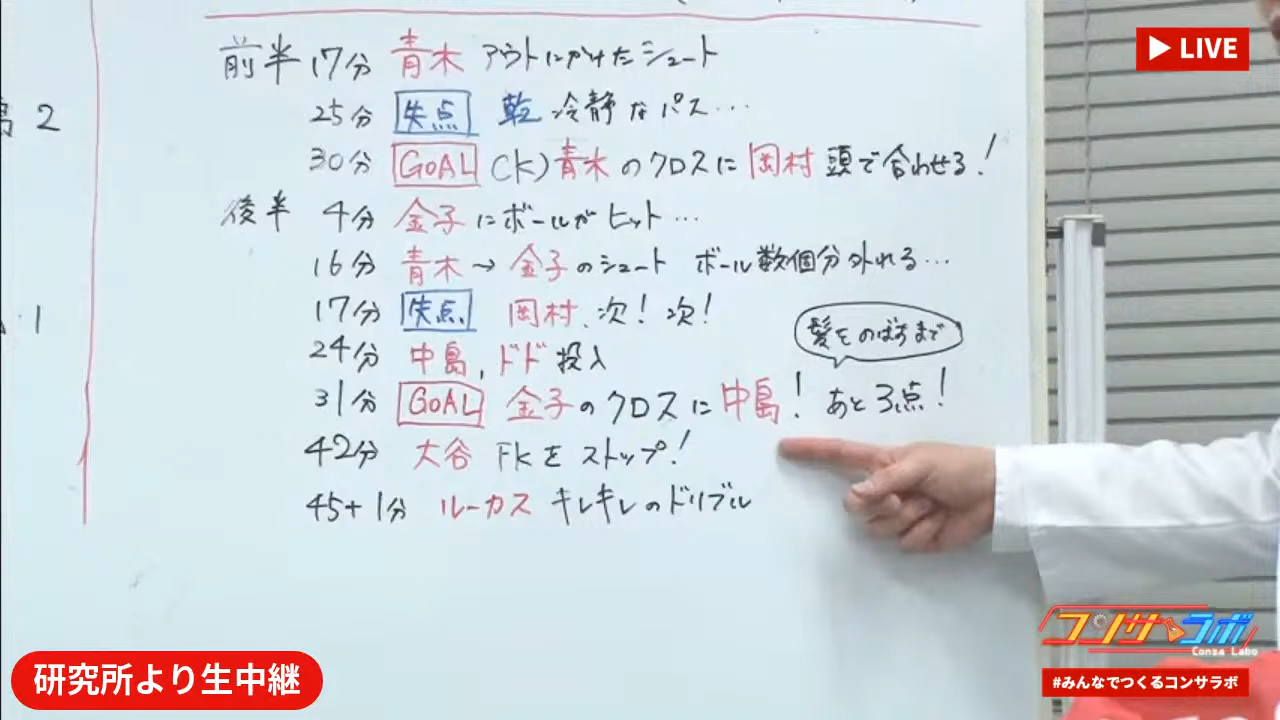 LIVE
前半 17分 青木 アウトにかけたシュート
25分 失点 乾 冷静なパス...
2
30分 GOAL CK)青木のクロスに岡村 頭で合わせる!
後半 4分 金子にボールがヒット...
16分 青木→金子のシュート ボール数個分外れる...
17分 失点 岡村、次!次!
1
髪をのばすまで
24分 中島、ドド投入
31分 GOAL 金子のクロスに中島! あと3点!
42分 大谷 FKをストップ!
45+1分 ルーカス キレキレのドリブル
コンサラボ
Consa Labo
研究所より生中継
#みんなでつくるコンサラボ